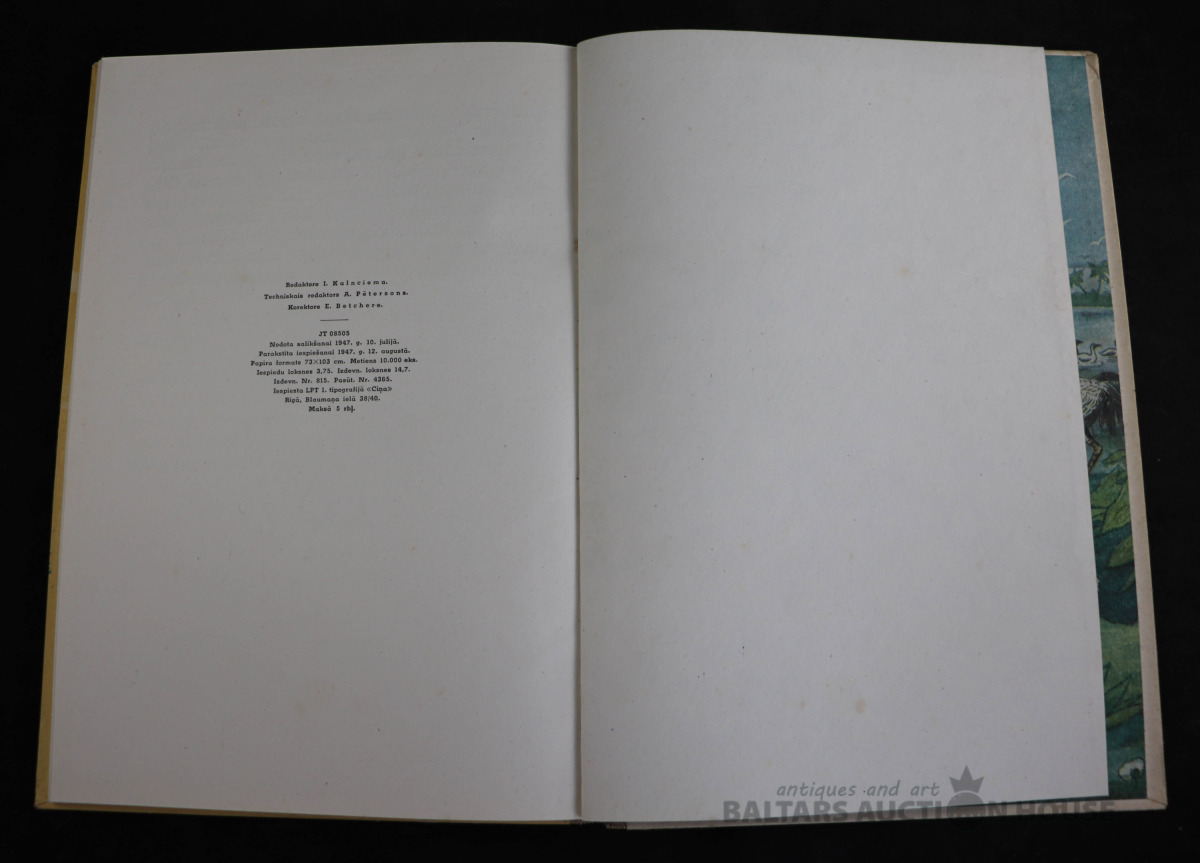 Redaktore I. Kalnciema.
Techniskais redaktors A. Pētersons.
Korektore E. Betchere.
JT 08505
Nodota salikšanai 1947. g. 10. jūlijā.
Parakstīta iespiešanai 1947. g. 12. augustā.
Papīra formats 73×103 cm. Metiens 10.000 eks.
Iespiedu loksnes 3,75. Izdevn. loksnes 14,7.
Izdevn. Nr. 815. Pasūt. Nr. 4365.
Iespiesta LPT 1. tipografijā «Cīņa»
Rīgā, Blaumaņa ielā 38/40.
Maksā 5 rbļ.
antiques and art
BALTARS AUCTION HOUSE